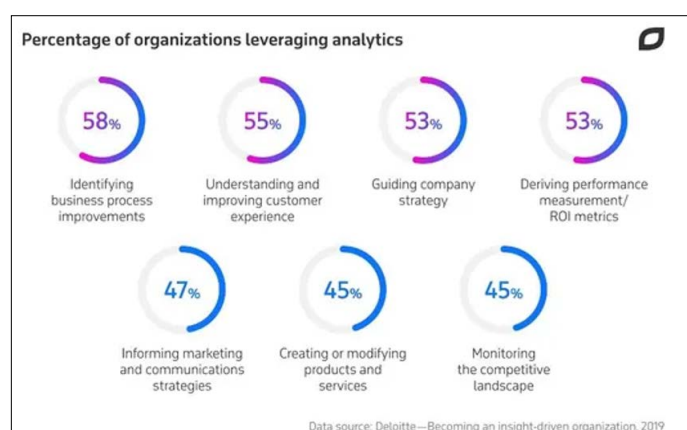 Percentage of organizations leveraging analytics
58%
55%
53%
53%
Identifying
business process
improvements
Understanding and
improving customer
experience
Guiding company
strategy
Deriving performance
measurement/
ROI metrics
47%
45%
45%
Informing marketing
and communications
strategies
Creating or modifying
products and
services
Monitoring
the competitive
landscape
Data source: Deloitte—Becoming an insight-driven organization, 2019